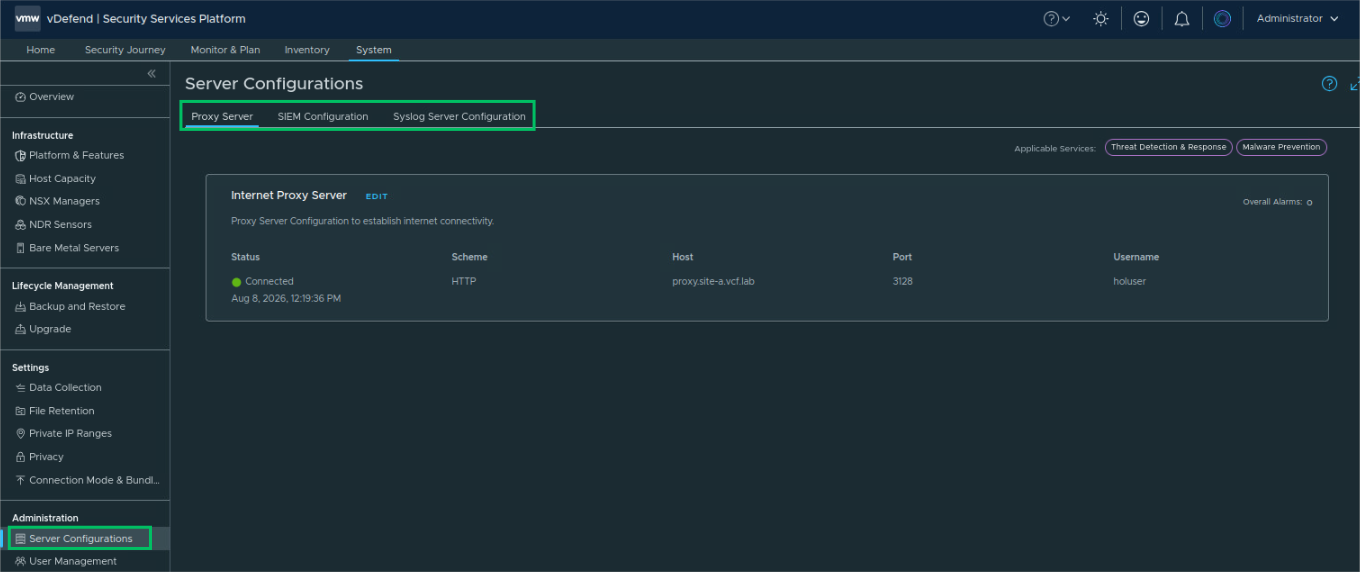 vmw vDefend | Security Services Platform
Administrator
Home Security Journey Monitor & Plan Inventory System
Overview
Infrastructure
Platform & Features
Host Capacity
NSX Managers
NDR Sensors
Bare Metal Servers
Lifecycle Management
Backup and Restore
Upgrade
Settings
Data Collection
File Retention
Private IP Ranges
Privacy
Connection Mode & Bundl...
Administration
Server Configurations
User Management
Server Configurations
Proxy Server SIEM Configuration Syslog Server Configuration
Applicable Services: Threat Detection & Response Malware Prevention
Internet Proxy Server EDIT
Overall Alarms: 0
Proxy Server Configuration to establish internet connectivity.
Status Scheme Host Port Username
Connected HTTP proxy.site-a.vcf.lab 3128 holuser
Aug 8, 2026, 12:19:36 PM